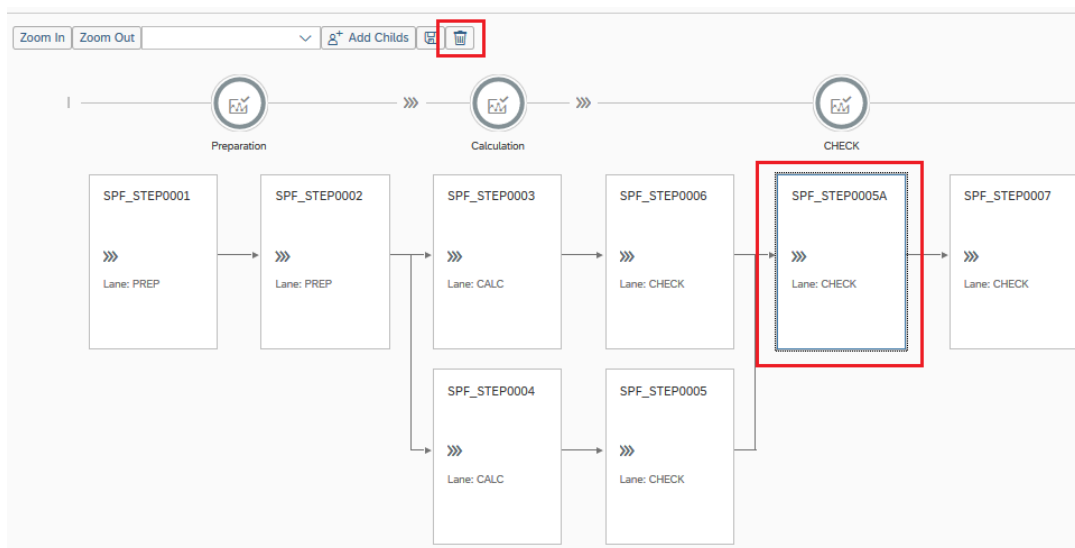 Zoom In Zoom Out Add Childs
Preparation Calculation CHECK
SPF_STEP0001 SPF_STEP0002 SPF_STEP0003 SPF_STEP0006 SPF_STEP0005A SPF_STEP0007
Lane: PREP Lane: PREP Lane: CALC Lane: CHECK Lane: CHECK Lane: CHECK
SPF_STEP0004 SPF_STEP0005
Lane: CALC Lane: CHECK